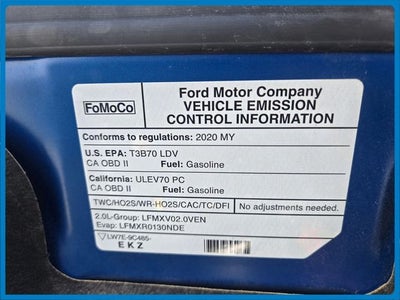 FoMoCo
Ford Motor Company
VEHICLE EMISSION
CONTROL INFORMATION
Conforms to regulations: 2020 MY
U.S. EPA: T3B70 LDV
CA OBD II Fuel: Gasoline
California: ULEV70 PC
CA OBD II Fuel: Gasoline
TWC/HO2S/WR-HO2S/CAC/TC/DFI No adjustments needed.
2.0L-Group: LFMXV02.0VEN
Evap: LFMXR0130NDE
LW7E-9C485-
EKZ